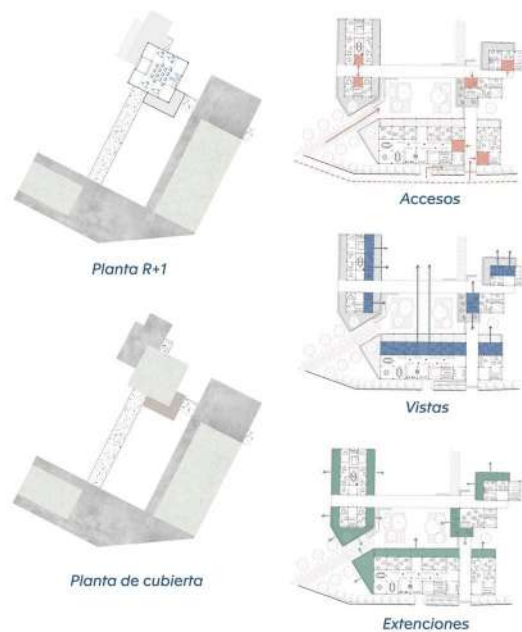 Accesos
Planta R+1
Vistas
Planta de cubierta
Extenciones